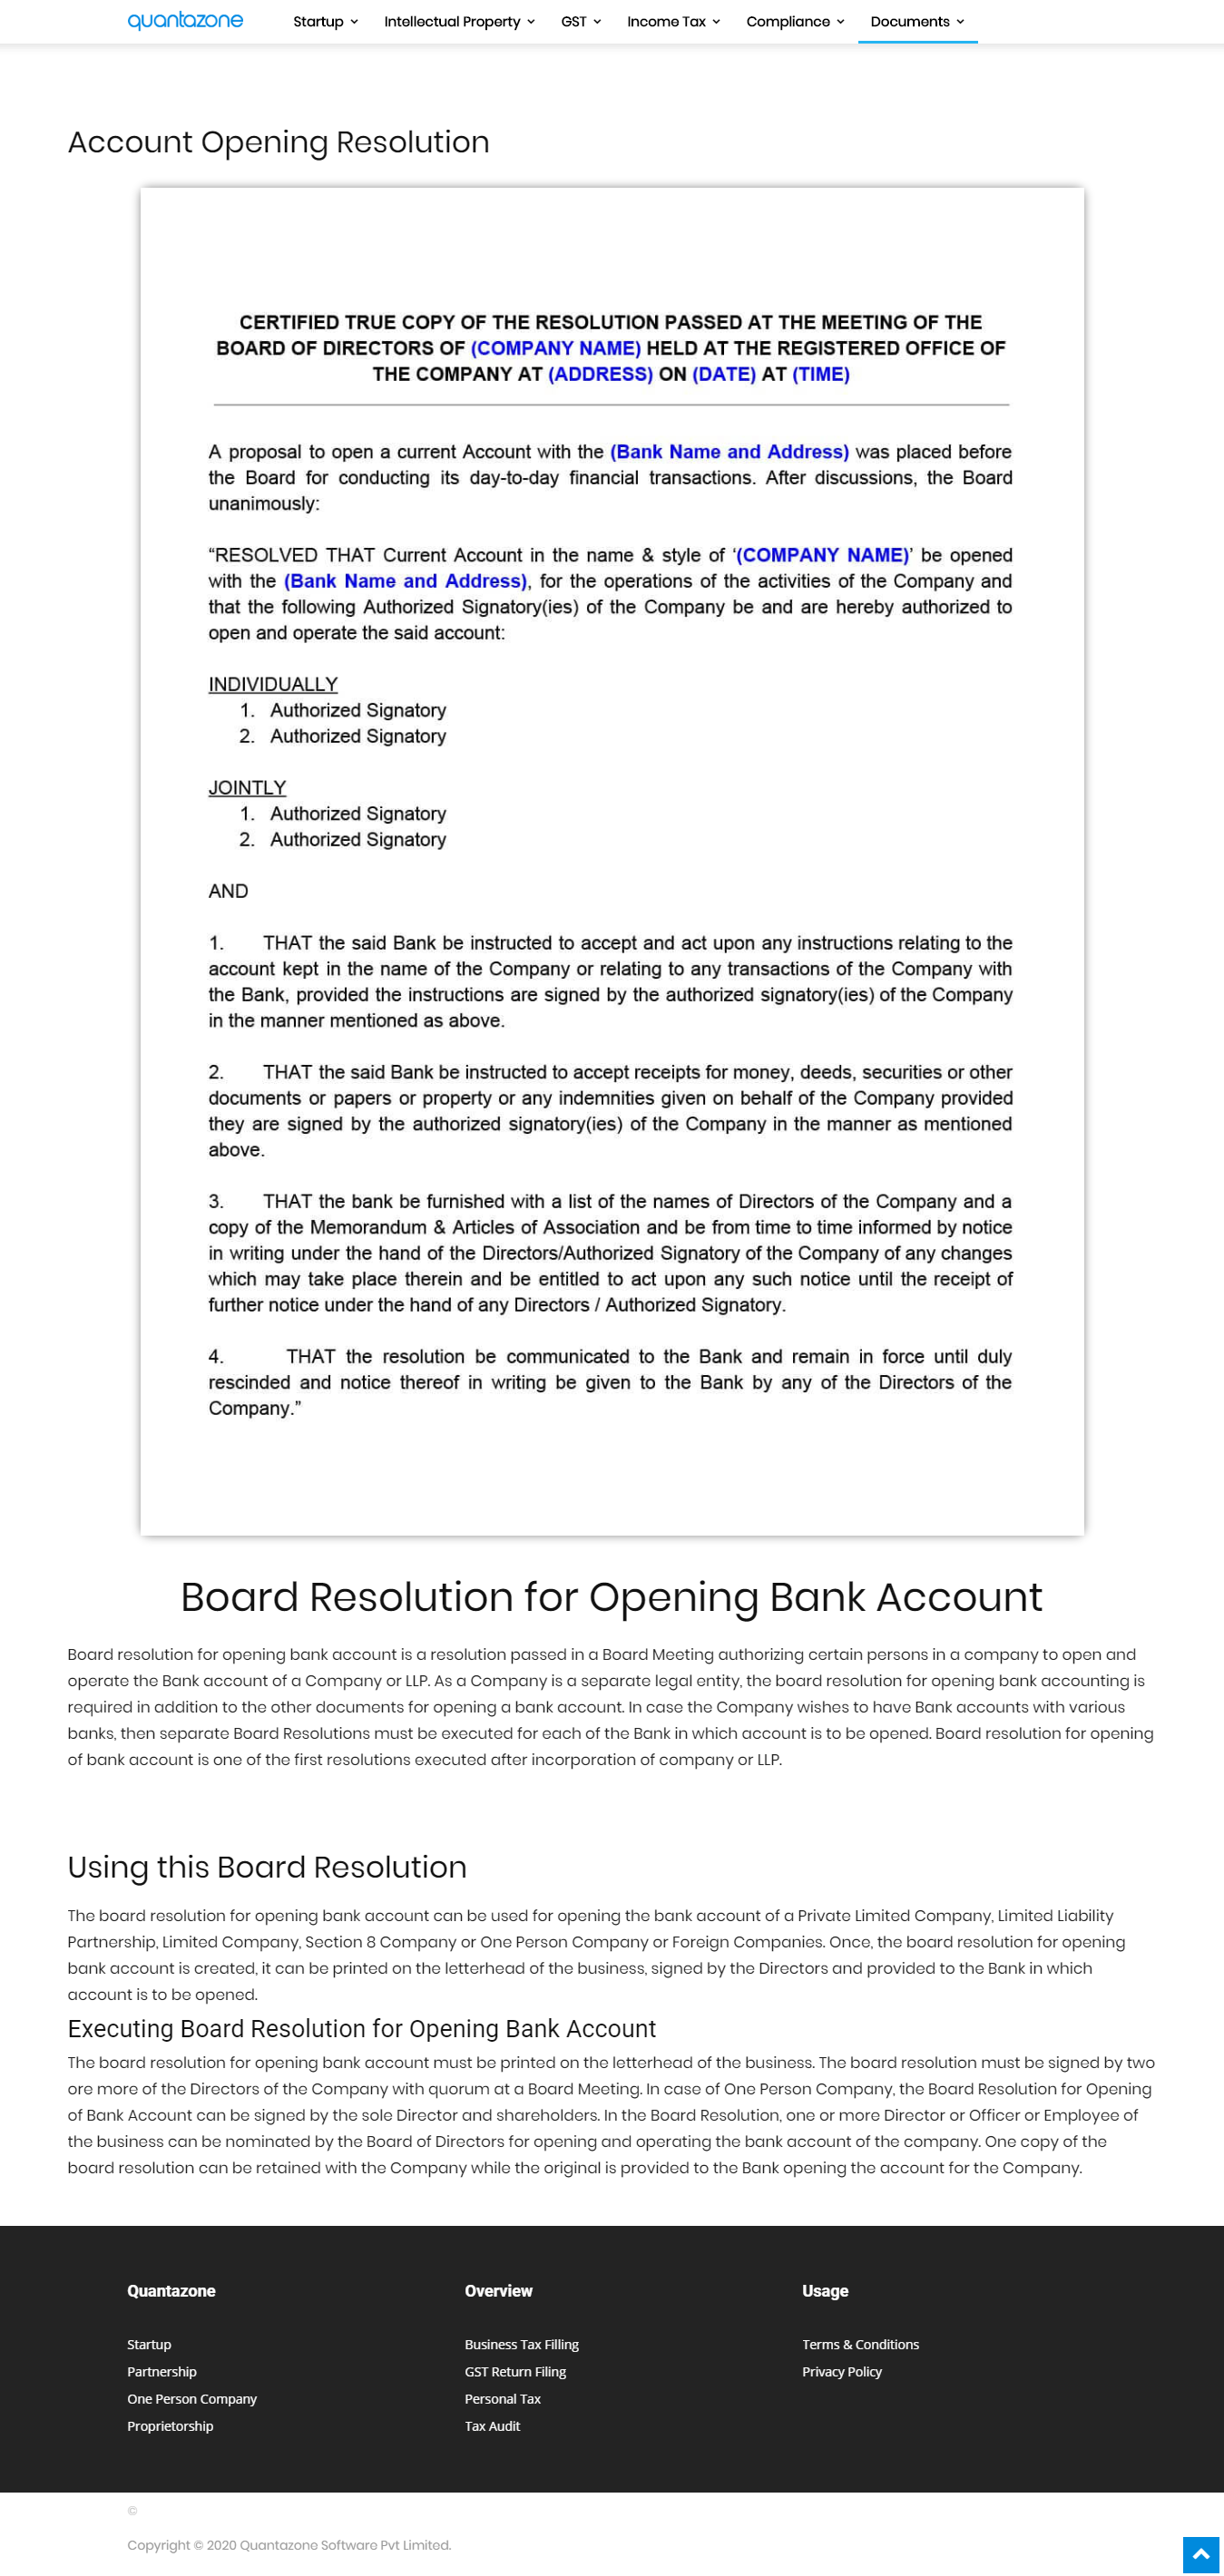 quantazone Startup Intellectual Property GST Income Tax Compliance Documents
Account Opening Resolution
CERTIFIED TRUE COPY OF THE RESOLUTION PASSED AT THE MEETING OF THE
BOARD OF DIRECTORS OF (COMPANY NAME) HELD AT THE REGISTERED OFFICE OF
THE COMPANY AT (ADDRESS) ON (DATE) AT (TIME)
A proposal to open a current Account with the (Bank Name and Address) was placed before
the Board for conducting its day-to-day financial transactions. After discussions, the Board
unanimously:
“RESOLVED THAT Current Account in the name & style of ‘(COMPANY NAME)’ be opened
with the (Bank Name and Address), for the operations of the activities of the Company and
that the following Authorized Signatory(ies) of the Company be and are hereby authorized to
open and operate the said account:
INDIVIDUALLY
1. Authorized Signatory
2. Authorized Signatory
JOINTLY
1. Authorized Signatory
2. Authorized Signatory
AND
1. THAT the said Bank be instructed to accept and act upon any instructions relating to the
account kept in the name of the Company or relating to any transactions of the Company with
the Bank, provided the instructions are signed by the authorized signatory(ies) of the Company
in the manner mentioned as above.
2. THAT the said Bank be instructed to accept receipts for money, deeds, securities or other
documents or papers or property or any indemnities given on behalf of the Company provided
they are signed by the authorized signatory(ies) of the Company in the manner as mentioned
above.
3. THAT the bank be furnished with a list of the names of Directors of the Company and a
copy of the Memorandum & Articles of Association and be from time to time informed by notice
in writing under the hand of the Directors/Authorized Signatory of the Company of any changes
which may take place therein and be entitled to act upon any such notice until the receipt of
further notice under the hand of any Directors / Authorized Signatory.
4. THAT the resolution be communicated to the Bank and remain in force until duly
rescinded and notice thereof in writing be given to the Bank by any of the Directors of the
Company.”
Board Resolution for Opening Bank Account
Board resolution for opening bank account is a resolution passed in a Board Meeting authorizing certain persons in a company to open and
operate the Bank account of a Company or LLP. As a Company is a separate legal entity, the board resolution for opening bank accounting is
required in addition to the other documents for opening a bank account. In case the Company wishes to have Bank accounts with various
banks, then separate Board Resolutions must be executed for each of the Bank in which account is to be opened. Board resolution for opening
of bank account is one of the first resolutions executed after incorporation of company or LLP.
Using this Board Resolution
The board resolution for opening bank account can be used for opening the bank account of a Private Limited Company, Limited Liability
Partnership, Limited Company, Section 8 Company or One Person Company or Foreign Companies. Once, the board resolution for opening
bank account is created, it can be printed on the letterhead of the business, signed by the Directors and provided to the Bank in which
account is to be opened.
Executing Board Resolution for Opening Bank Account
The board resolution for opening bank account must be printed on the letterhead of the business. The board resolution must be signed by two
ore more of the Directors of the Company with quorum at a Board Meeting. In case of One Person Company, the Board Resolution for Opening
of Bank Account can be signed by the sole Director and shareholders. In the Board Resolution, one or more Director or Officer or Employee of
the business can be nominated by the Board of Directors for opening and operating the bank account of the company. One copy of the
board resolution can be retained with the Company while the original is provided to the Bank opening the account for the Company.
Quantazone
Startup
Partnership
One Person Company
Proprietorship
Overview
Business Tax Filling
GST Return Filing
Personal Tax
Tax Audit
Usage
Terms & Conditions
Privacy Policy
©
Copyright © 2020 Quantazone Software Pvt Limited.